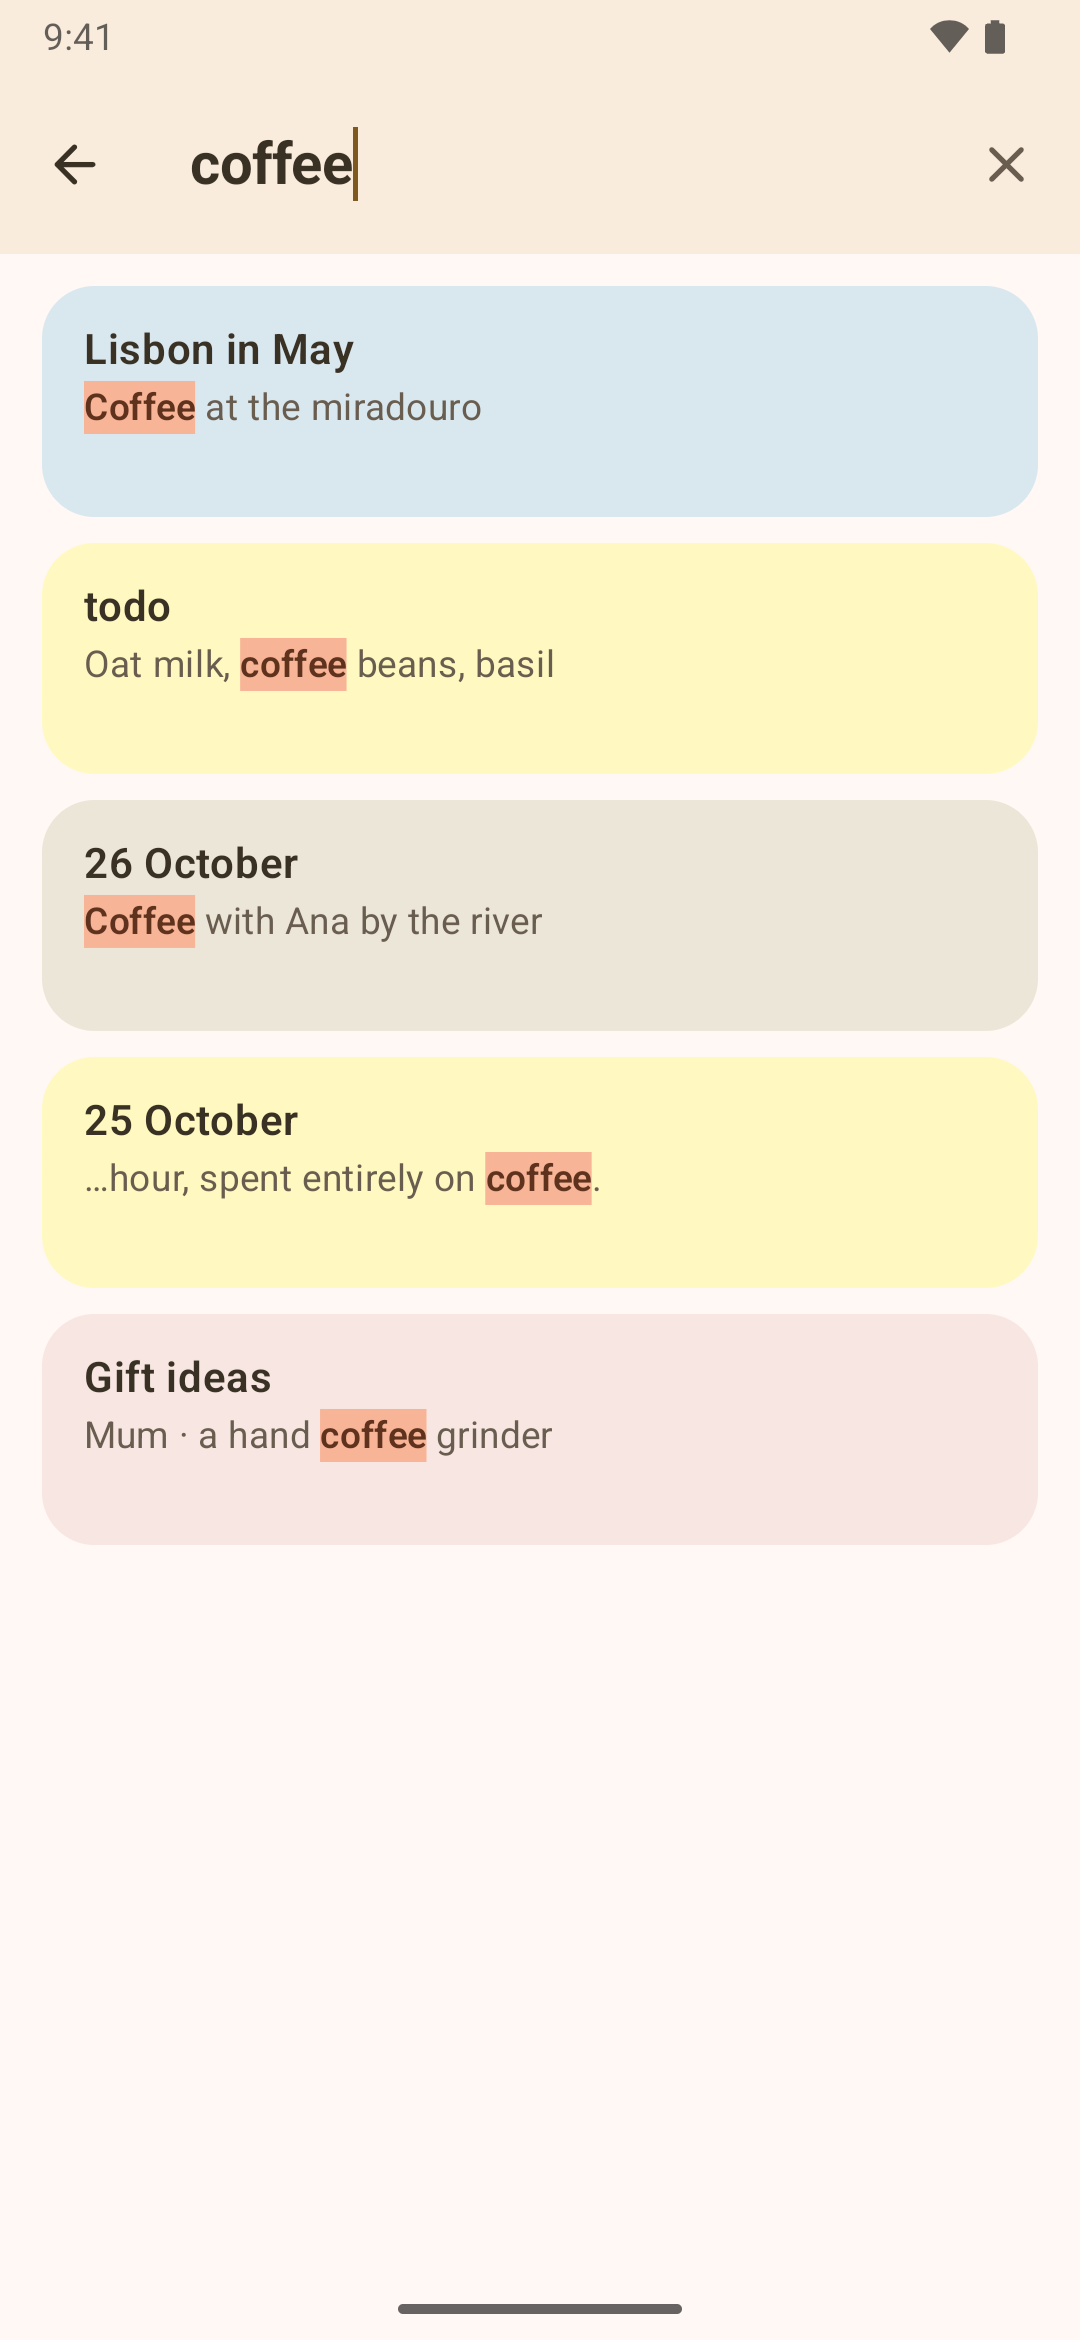 9:41
coffee
Lisbon in May
Coffee at the miradouro
todo
Oat milk, coffee beans, basil
26 October
Coffee with Ana by the river
25 October
…hour, spent entirely on coffee.
Gift ideas
Mum · a hand coffee grinder